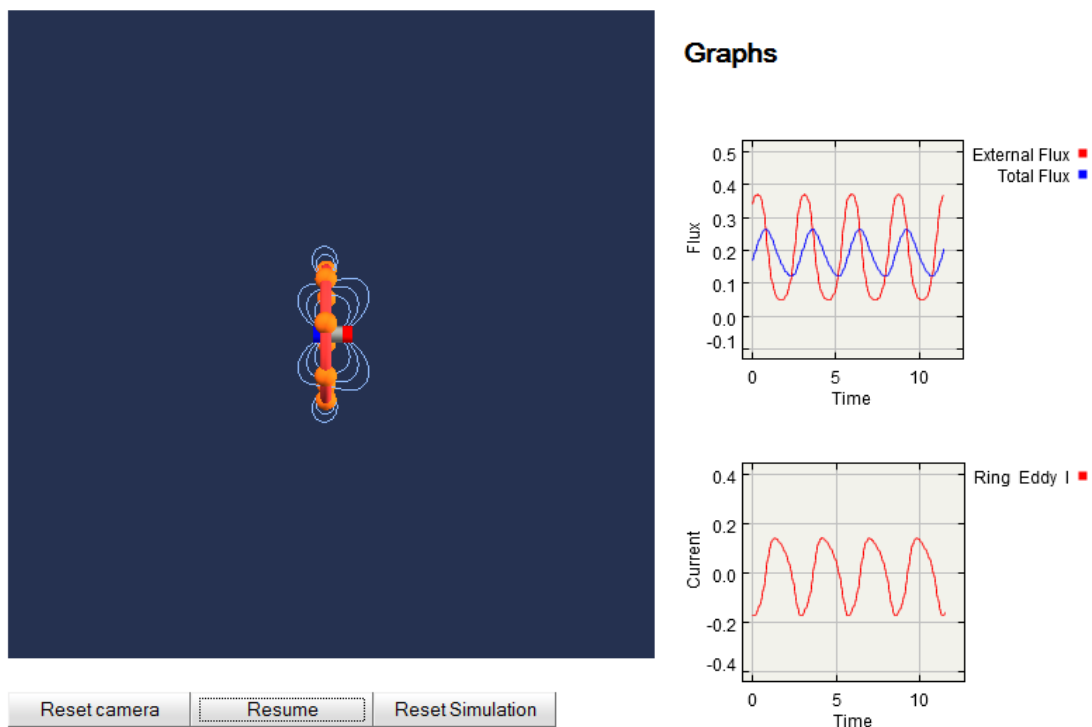 Graphs
0.5
0.4
0.3
0.2
0.1
0.0
-0.1
Flux
0 5 10
Time
External Flux
Total Flux
0.4
0.2
0.0
-0.2
-0.4
Current
0 5 10
Time
Ring Eddy I
Reset camera Resume Reset Simulation